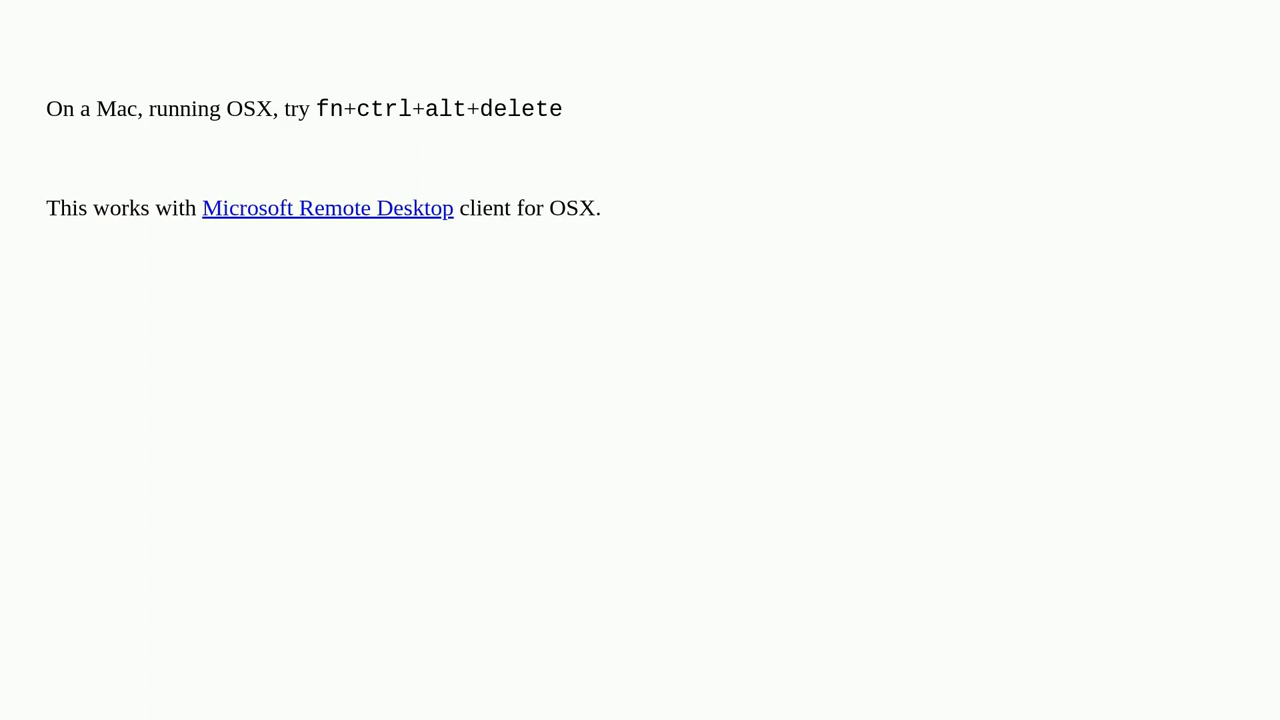 On a Mac, running OSX, try fn+ctrl+alt+delete
This works with Microsoft Remote Desktop client for OSX.